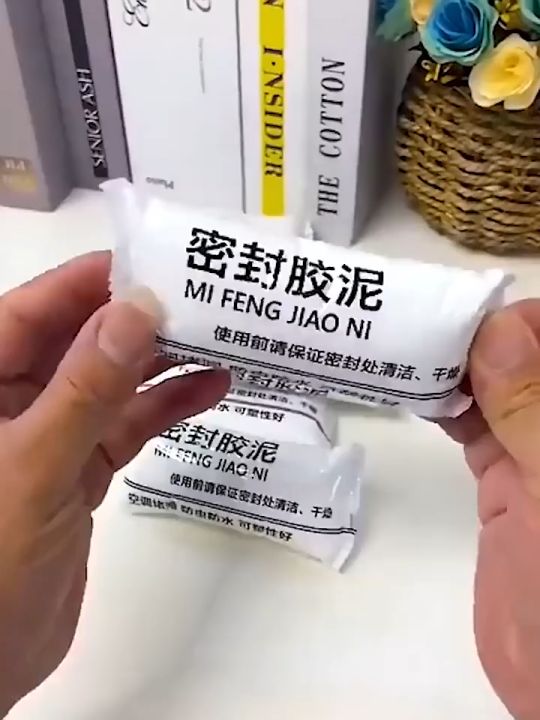 SENIOR ASH
I·NSIDER
THE COTTON
密封胶泥
MI FENG JIAO NI
使用前请保证密封处清洁、干燥
密封胶泥
MI FENG JIAO NI
使用前请保证密封处清洁、干燥
空调堵洞 防虫防水 可塑性好